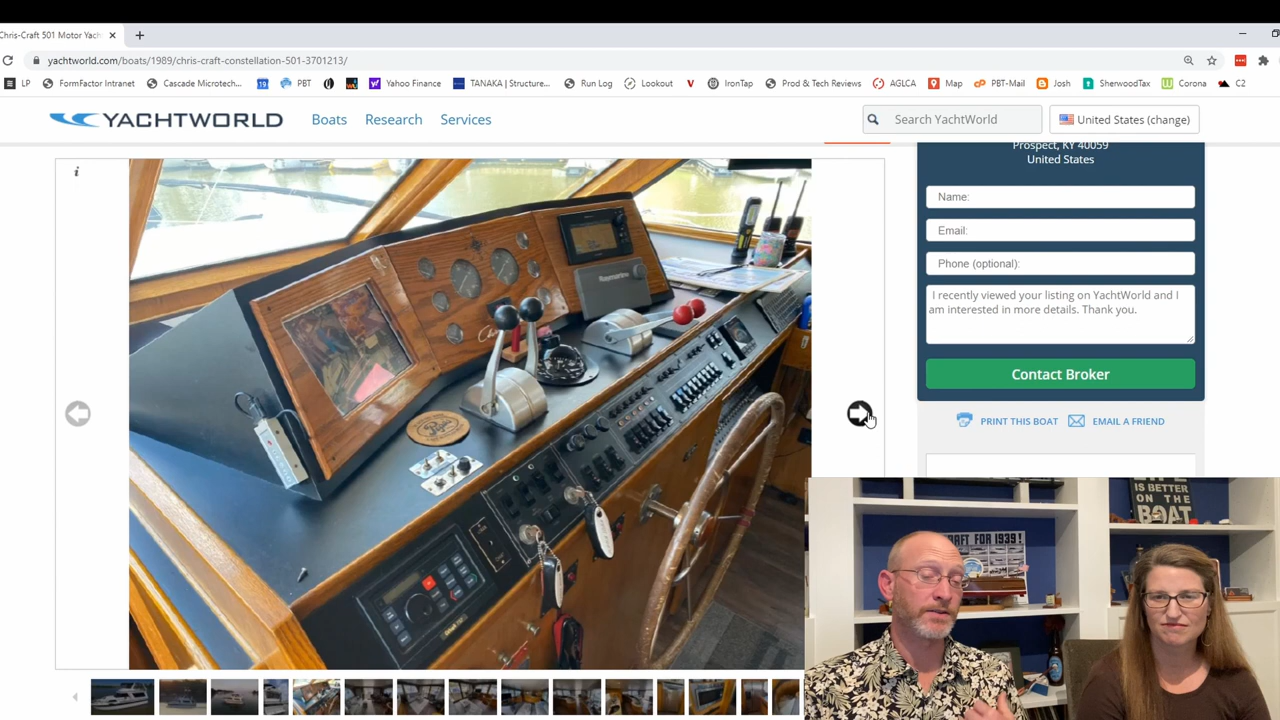 Chris-Craft 501 Motor Yach
yachtworld.com/boats/1989/chris-craft-constellation-501-3701213/
LP
FormFactor Intranet
Cascade Microtech...
19
PBT
Yahoo Finance
TANAKA | Structure...
Run Log
Lookout
V
IronTap
Prod & Tech Reviews
AGLCA
Map
PBT-Mail
Josh
SherwoodTax
Corona
C2
YACHTWORLD
Boats
Research
Services
Search YachtWorld
United States (change)
i
Prospect, KY 40059
United States
Name:
Email:
Phone (optional):
I recently viewed your listing on YachtWorld and I
am interested in more details. Thank you.
Contact Broker
PRINT THIS BOAT
EMAIL A FRIEND
Raymarine
IS BETTER
ON THE
BOAT
RAFT FOR 1939!